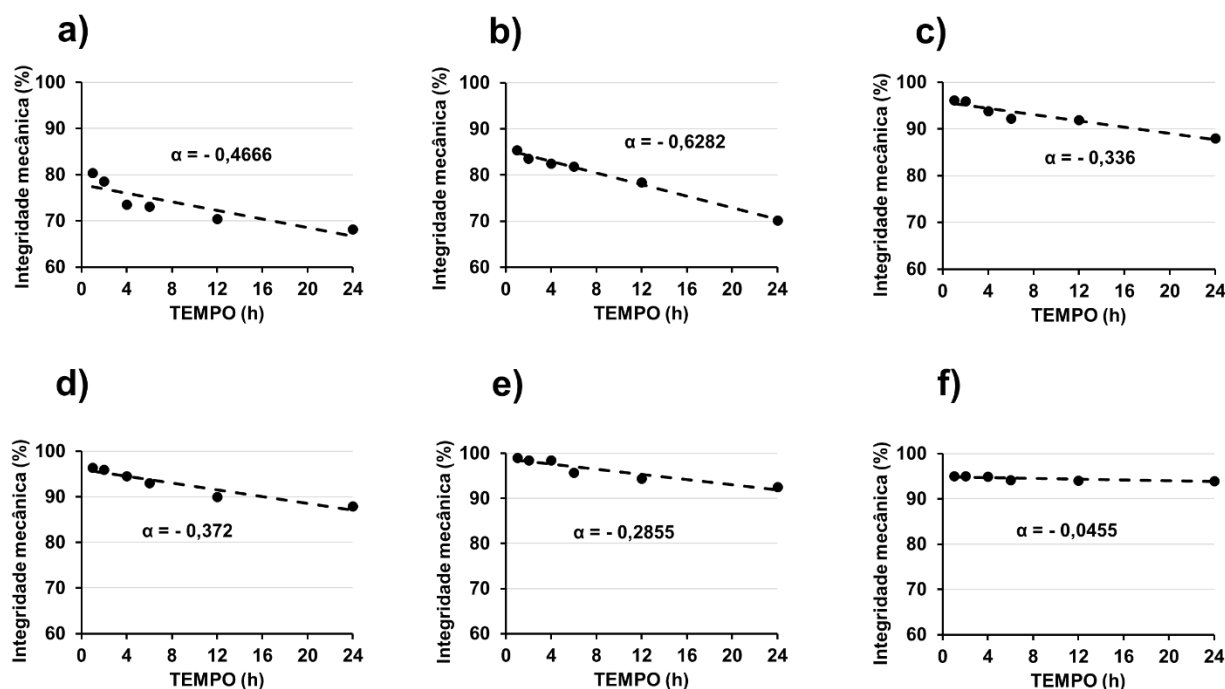 a)
Integridade mecânica (%)
100
90
80
70
60
α = - 0,4666
0 4 8 12 16 20 24
TEMPO (h)
b)
Integridade mecânica (%)
100
90
80
70
60
α = - 0,6282
0 4 8 12 16 20 24
TEMPO (h)
c)
Integridade mecânica (%)
100
90
80
70
60
α = - 0,336
0 4 8 12 16 20 24
TEMPO (h)
d)
Integridade mecânica (%)
100
90
80
70
60
α = - 0,372
0 4 8 12 16 20 24
TEMPO (h)
e)
Integridade mecânica (%)
100
90
80
70
60
α = - 0,2855
0 4 8 12 16 20 24
TEMPO (h)
f)
Integridade mecânica (%)
100
90
80
70
60
α = - 0,0455
0 4 8 12 16 20 24
TEMPO (h)